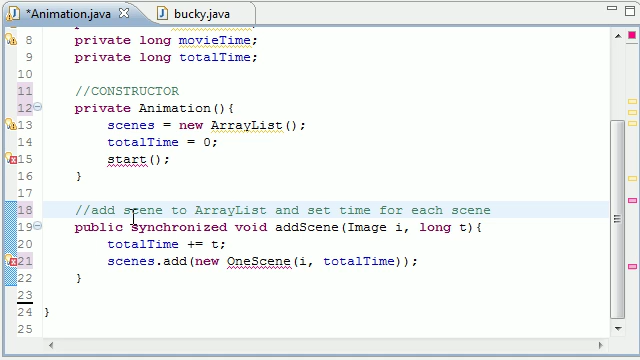 *Animation.java
bucky.java
8 private long movieTime;
9 private long totalTime;
10
11 //CONSTRUCTOR
12 private Animation(){
13 scenes = new ArrayList();
14 totalTime = 0;
15 start();
16 }
17
18 //add scene to ArrayList and set time for each scene
19 public synchronized void addScene(Image i, long t){
20 totalTime += t;
21 scenes.add(new OneScene(i, totalTime));
22 }
23
24 }
25